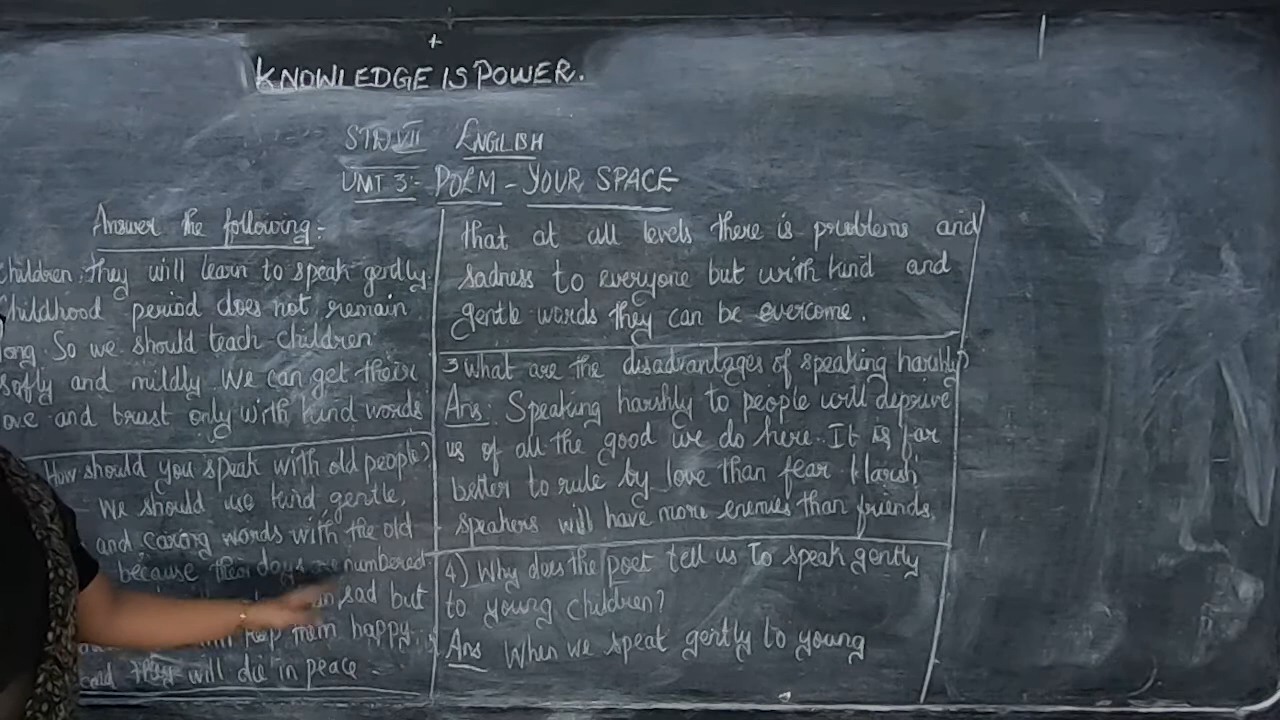 KNOWLEDGE IS POWER.
STD VII ENGLISH
UNIT 3:- POEM - YOUR SPACE
Answer the following:-
children they will learn to speak gently.
Childhood period does not remain
long. So we should teach children
softly and mildly. We can get their
love and trust only with kind words
How should you speak with old people?
We should use kind, gentle,
and caring words with the old
because their days are numbered
sad but
keep them happy.
and they will die in peace.
that at all levels there is problems and
sadness to everyone but with kind and
gentle words they can be overcome.
3 What are the disadvantages of speaking harshly?
Ans: Speaking harshly to people will deprive
us of all the good we do here. It is far
better to rule by love than fear. Harsh
speakers will have more enemies than friends.
4) Why does the poet tell us to speak gently
to young children?
Ans When we speak gently to young